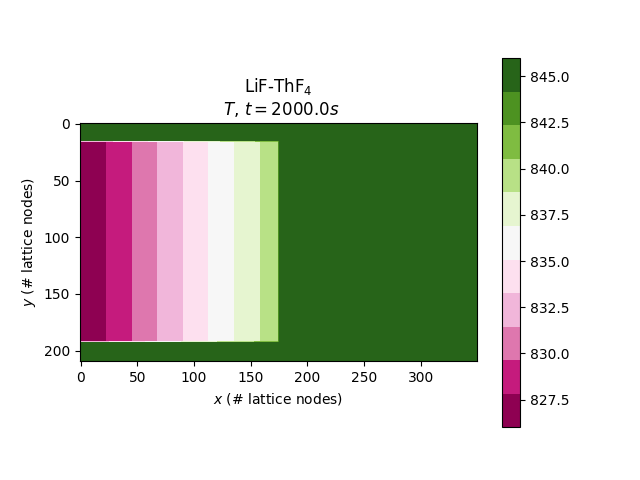 LiF-ThF₄
T, t = 2000.0s
0
50
100
150
200
y (# lattice nodes)
0 50 100 150 200 250 300
x (# lattice nodes)
845.0
842.5
840.0
837.5
835.0
832.5
830.0
827.5